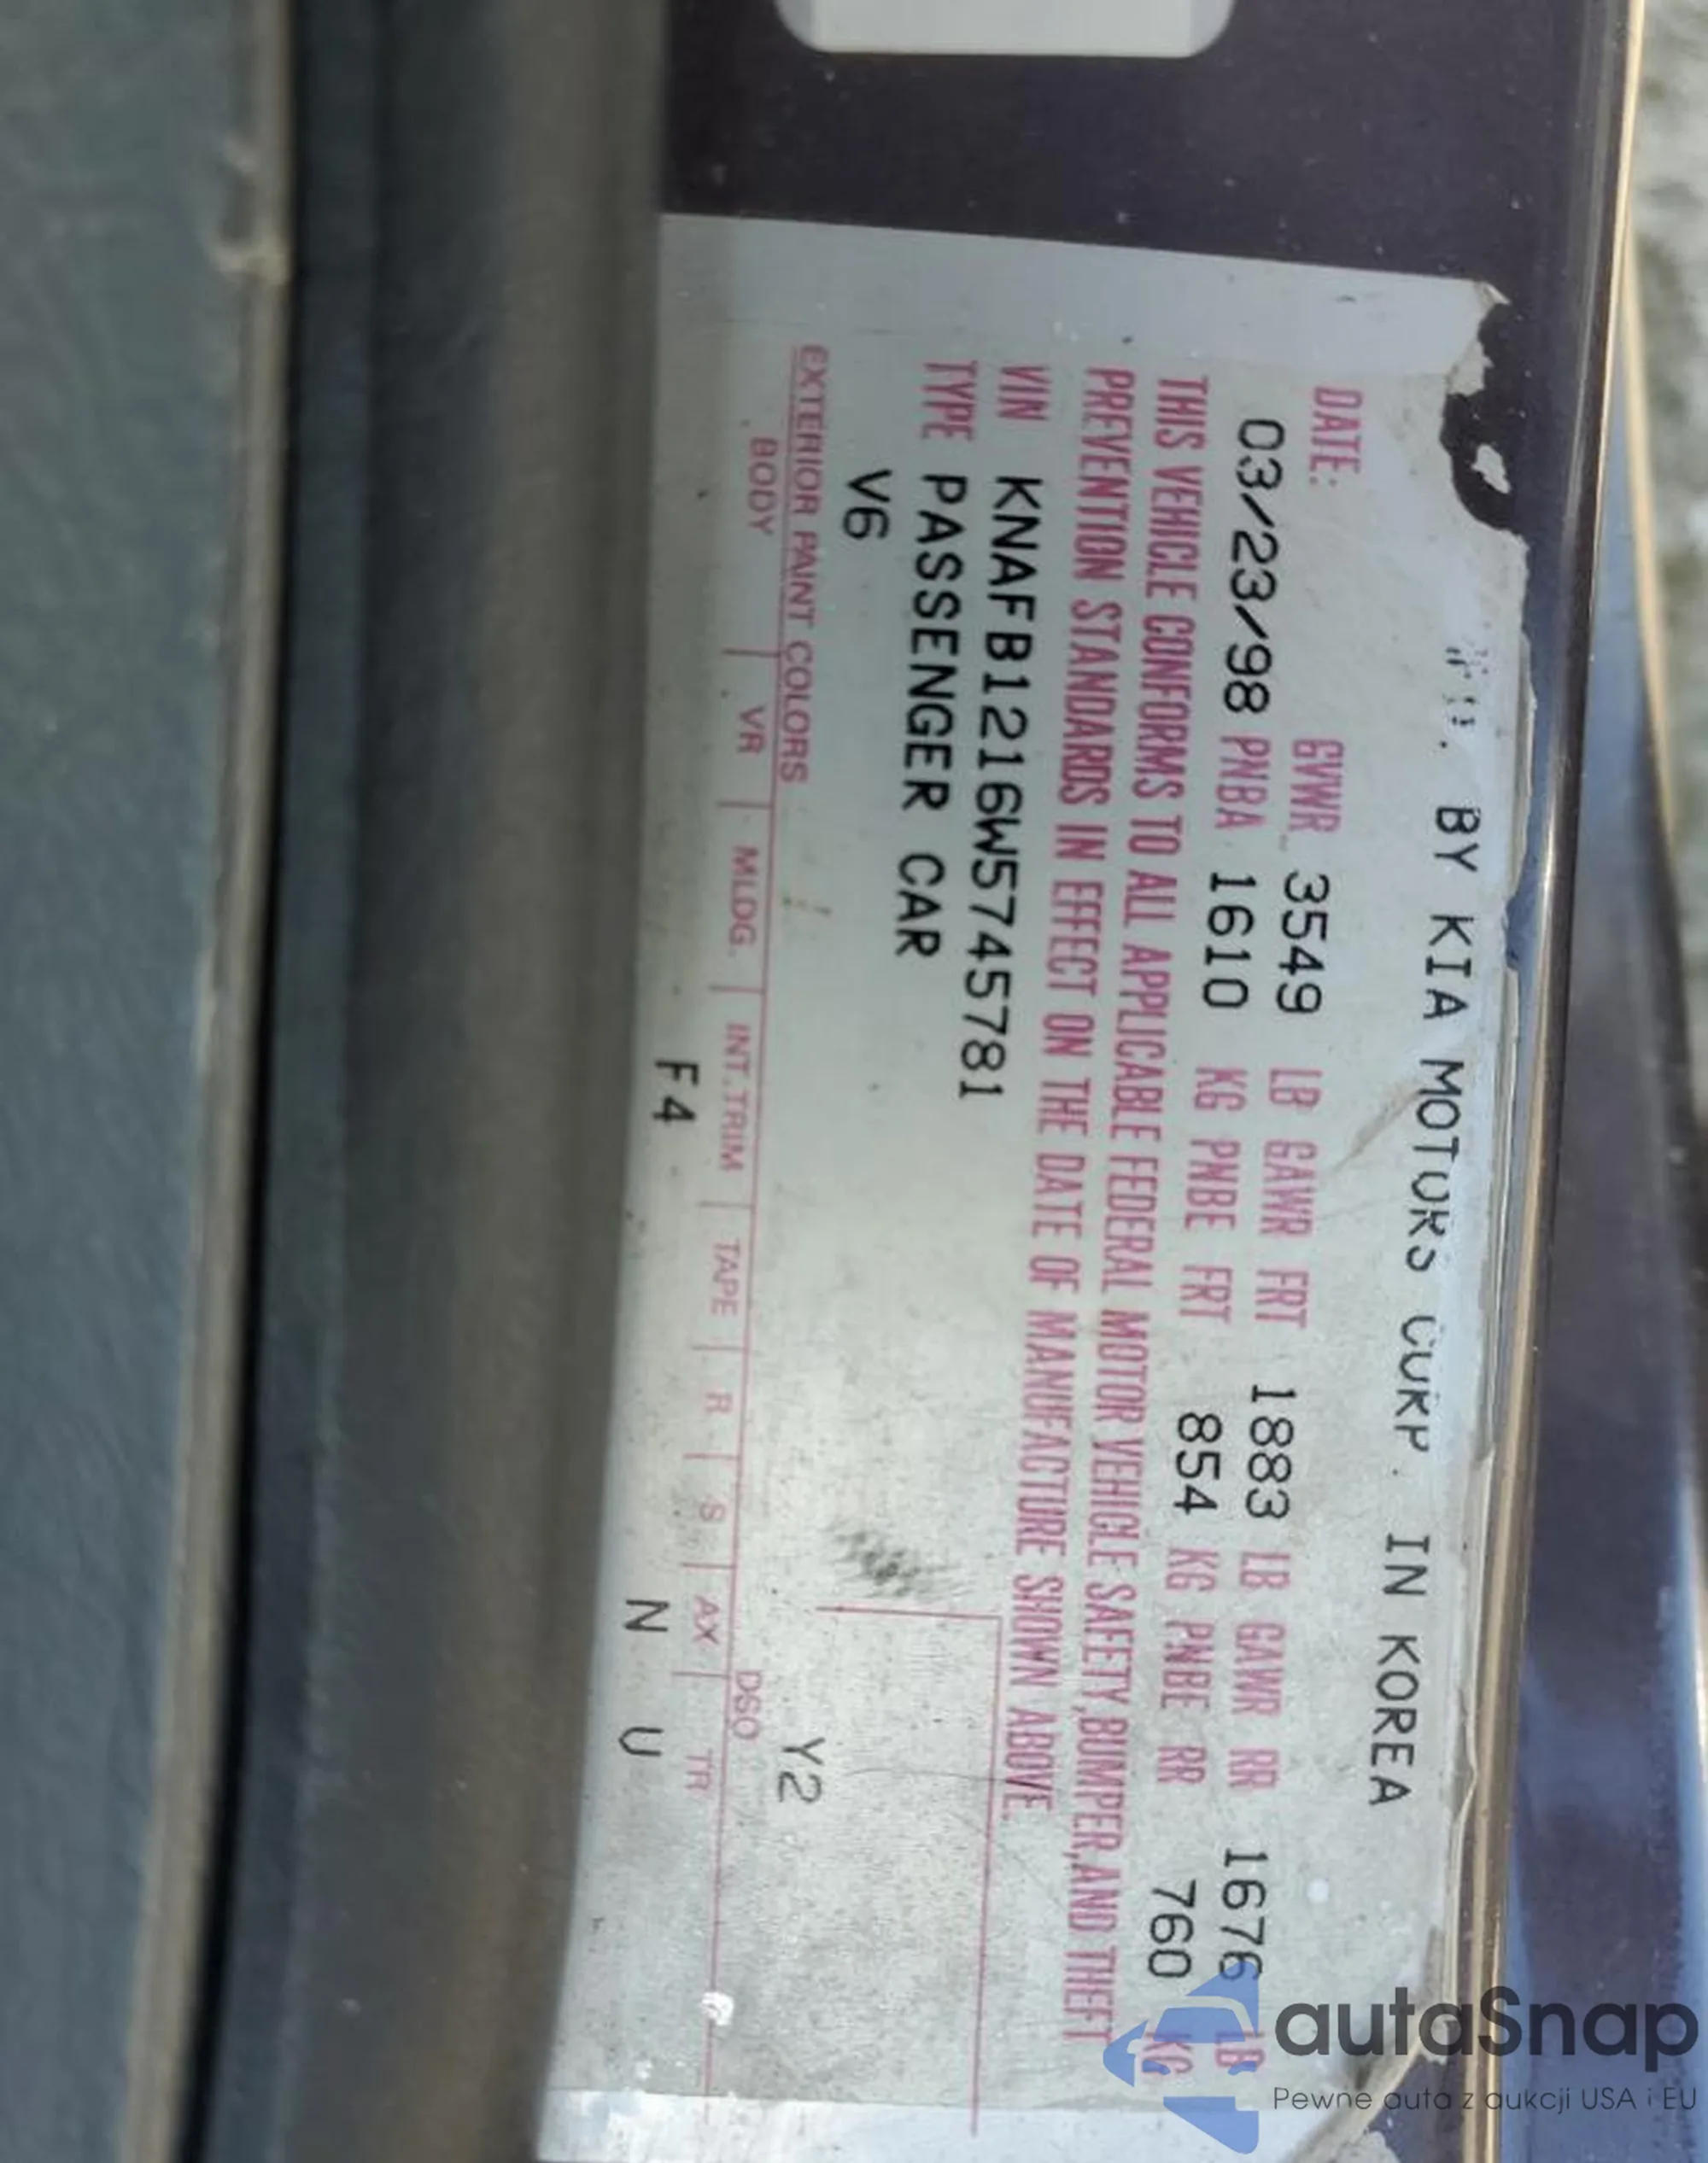 BY KIA MOTORS CORP. IN KOREA
DATE: GVWR 3549 LB GAWR FRT 1883 LB GAWR RR 1676 LB
03/23/98 PNBA 1610 KG PNBE FRT 854 KG PNBE RR 760 KG
THIS VEHICLE CONFORMS TO ALL APPLICABLE FEDERAL MOTOR VEHICLE SAFETY, BUMPER, AND THEFT
PREVENTION STANDARDS IN EFFECT ON THE DATE OF MANUFACTURE SHOWN ABOVE.
VIN KNAFB1216W5745781
TYPE PASSENGER CAR
V6
Y2
EXTERIOR PAINT COLORS DSO
BODY VR MLDG. INT. TRIM TAPE R S AX TR
F4 N U
autaSnap
Pewne auta z aukcji USA i EU